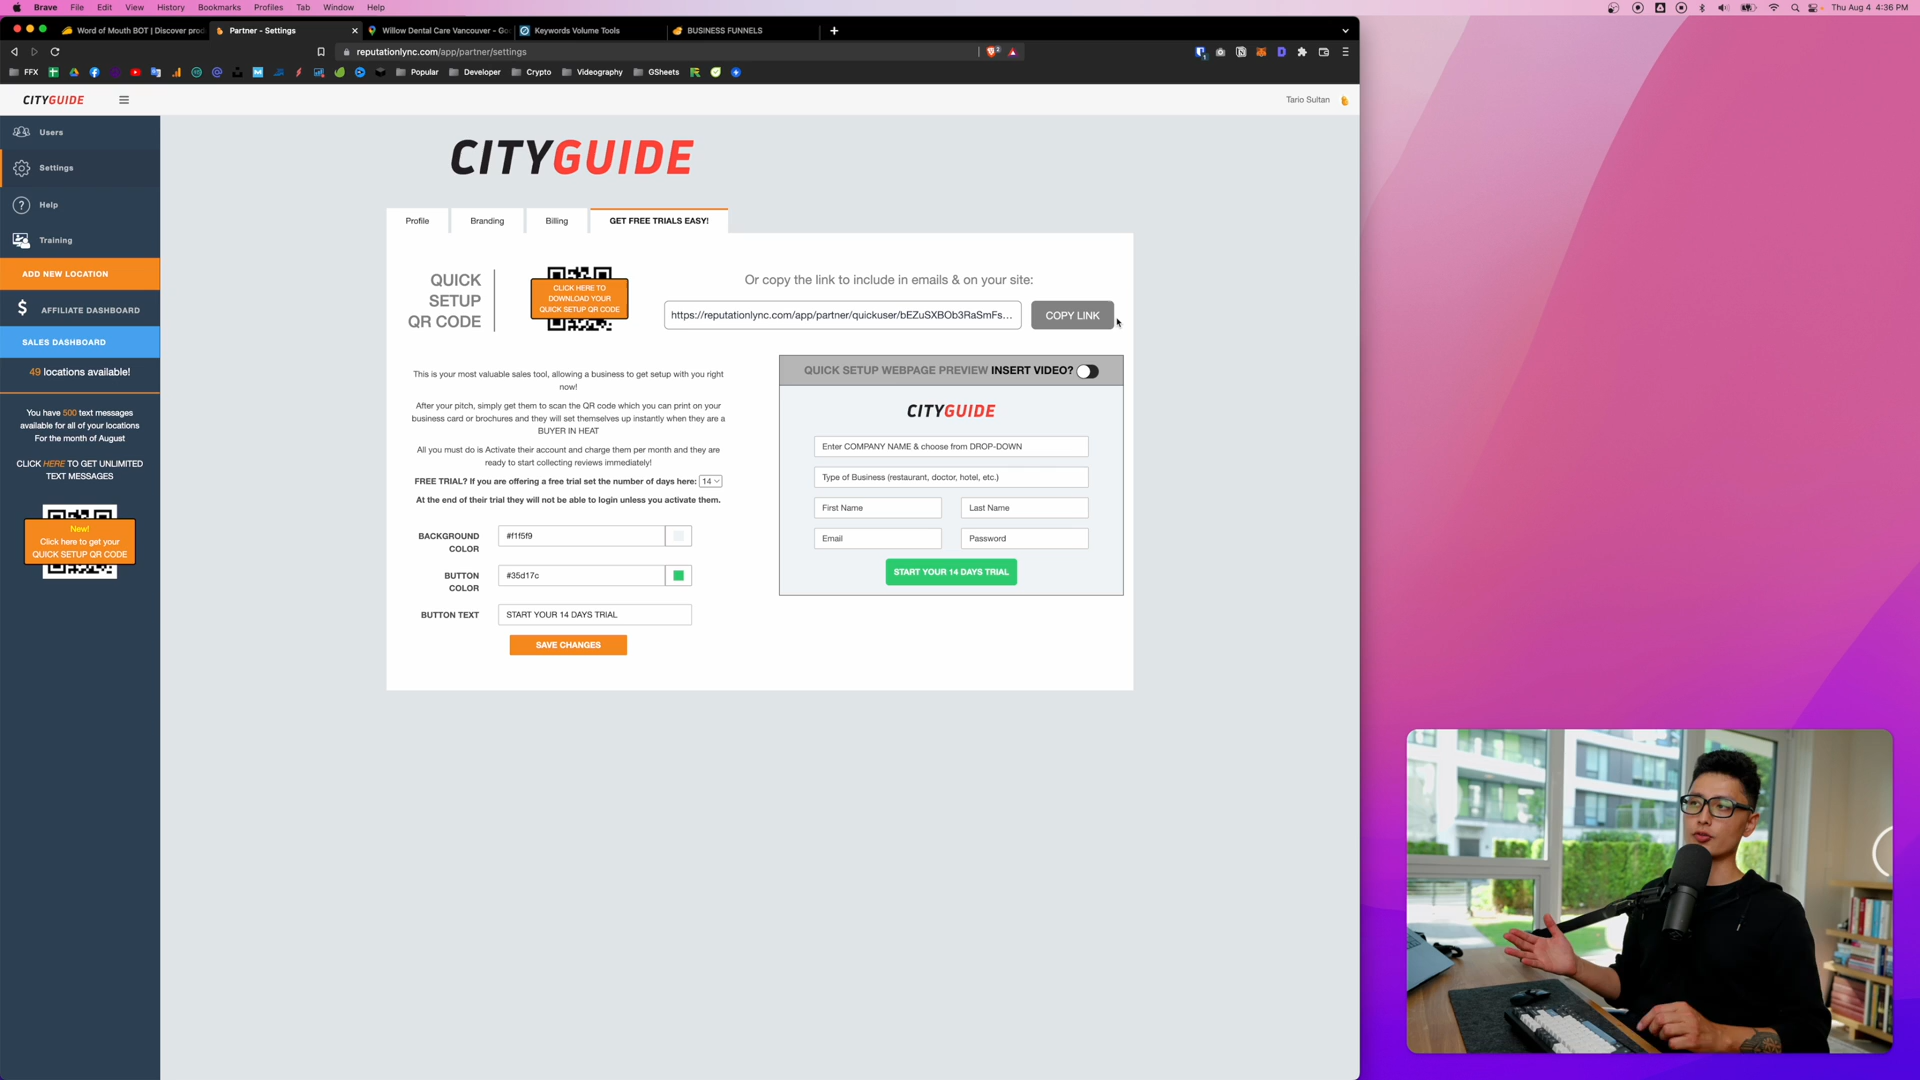 Brave File Edit View History Bookmarks Profiles Tab Window Help
Thu Aug 4 4:36 PM
Word of Mouth BOT | Discover prod
Partner - Settings
Willow Dental Care Vancouver - Go
Keywords Volume Tools
BUSINESS FUNNELS
reputationlync.com/app/partner/settings
FFX
Popular
Developer
Crypto
Videography
GSheets
CITYGUIDE
Tario Sultan
Users
Settings
Help
Training
ADD NEW LOCATION
AFFILIATE DASHBOARD
SALES DASHBOARD
49 locations available!
You have 500 text messages
available for all of your locations
For the month of August
CLICK HERE TO GET UNLIMITED
TEXT MESSAGES
New!
Click here to get your
QUICK SETUP QR CODE
CITYGUIDE
Profile
Branding
Billing
GET FREE TRIALS EASY!
QUICK
SETUP
QR CODE
CLICK HERE TO
DOWNLOAD YOUR
QUICK SETUP QR CODE
Or copy the link to include in emails & on your site:
https://reputationlync.com/app/partner/quickuser/bEZuSXBOb3RaSmFs...
COPY LINK
This is your most valuable sales tool, allowing a business to get setup with you right
now!
After your pitch, simply get them to scan the QR code which you can print on your
business card or brochures and they will set themselves up instantly when they are a
BUYER IN HEAT
All you must do is Activate their account and charge them per month and they are
ready to start collecting reviews immediately!
FREE TRIAL? If you are offering a free trial set the number of days here: 14
At the end of their trial they will not be able to login unless you activate them.
BACKGROUND
COLOR
#f1f5f9
BUTTON
COLOR
#35d17c
BUTTON TEXT
START YOUR 14 DAYS TRIAL
SAVE CHANGES
QUICK SETUP WEBPAGE PREVIEW INSERT VIDEO?
CITYGUIDE
Enter COMPANY NAME & choose from DROP-DOWN
Type of Business (restaurant, doctor, hotel, etc.)
First Name
Last Name
Email
Password
START YOUR 14 DAYS TRIAL